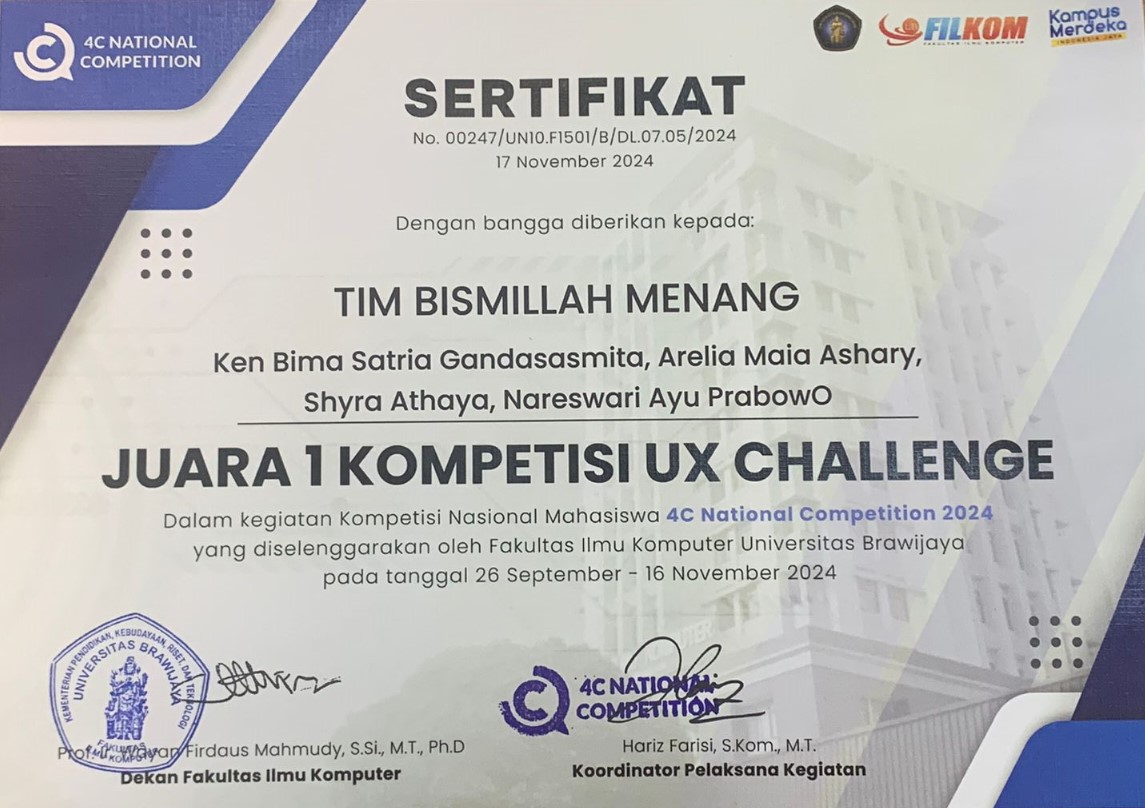 4C NATIONAL
COMPETITION
FILKOM
FAKULTAS ILMU KOMPUTER
Kampus
Merdeka
INDONESIA JAYA
SERTIFIKAT
No. 00247/UN10.F1501/B/DL.07.05/2024
17 November 2024
Dengan bangga diberikan kepada:
TIM BISMILLAH MENANG
Ken Bima Satria Gandasasmita, Arelia Maia Ashary,
Shyra Athaya, Nareswari Ayu PrabowO
JUARA 1 KOMPETISI UX CHALLENGE
Dalam kegiatan Kompetisi Nasional Mahasiswa 4C National Competition 2024
yang diselenggarakan oleh Fakultas Ilmu Komputer Universitas Brawijaya
pada tanggal 26 September - 16 November 2024
KEMENTERIAN PENDIDIKAN, KEBUDAYAAN, RISET, DAN TEKNOLOGI
UNIVERSITAS BRAWIJAYA
FAKULTAS
ILMU KOMPUTER
4C NATIONAL
COMPETITION
Prof. Ir. Wayan Firdaus Mahmudy, S.Si., M.T., Ph.D
Dekan Fakultas Ilmu Komputer
Hariz Farisi, S.Kom., M.T.
Koordinator Pelaksana Kegiatan